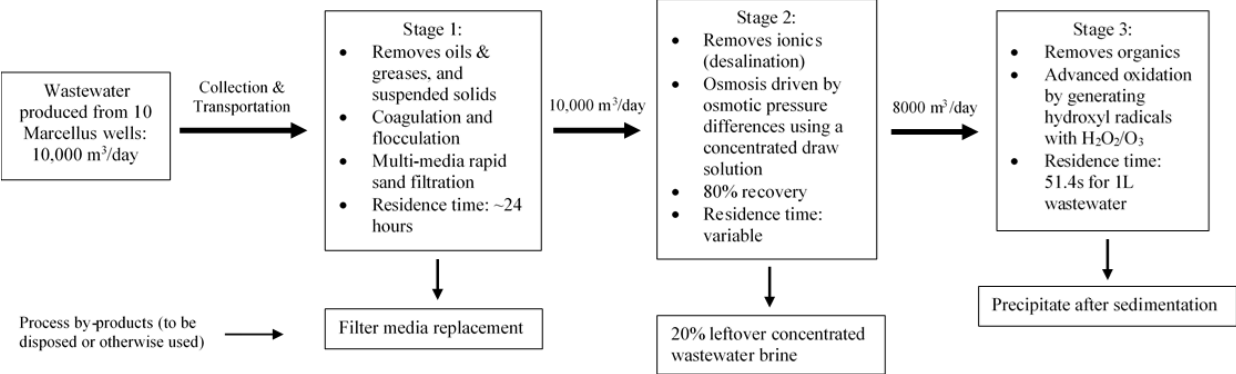 Wastewater
produced from 10
Marcellus wells:
10,000 m³/day
Collection &
Transportation
Stage 1:
• Removes oils &
greases, and
suspended solids
• Coagulation and
flocculation
• Multi-media rapid
sand filtration
• Residence time: ~24
hours
10,000 m³/day
Stage 2:
• Removes ionics
(desalination)
• Osmosis driven by
osmotic pressure
differences using a
concentrated draw
solution
• 80% recovery
• Residence time:
variable
8000 m³/day
Stage 3:
• Removes organics
• Advanced oxidation
by generating
hydroxyl radicals
with H₂O₂/O₃
• Residence time:
51.4s for 1L
wastewater
Process by-products (to be
disposed or otherwise used)
Filter media replacement
20% leftover concentrated
wastewater brine
Precipitate after sedimentation